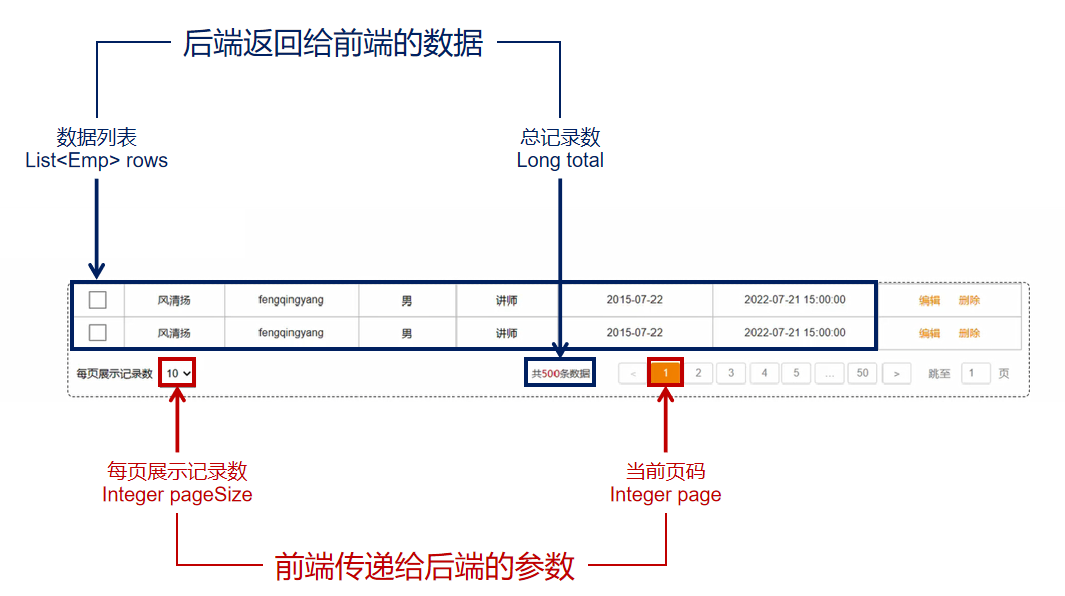 后端返回给前端的数据
数据列表
List<Emp> rows
总记录数
Long total
风清扬 fengqingyang 男 讲师 2015-07-22 2022-07-21 15:00:00 编辑 删除
风清扬 fengqingyang 男 讲师 2015-07-22 2022-07-21 15:00:00 编辑 删除
每页展示记录数 10 共500条数据 < 1 2 3 4 5 ... 50 > 跳至 1 页
每页展示记录数
Integer pageSize
当前页码
Integer page
前端传递给后端的参数